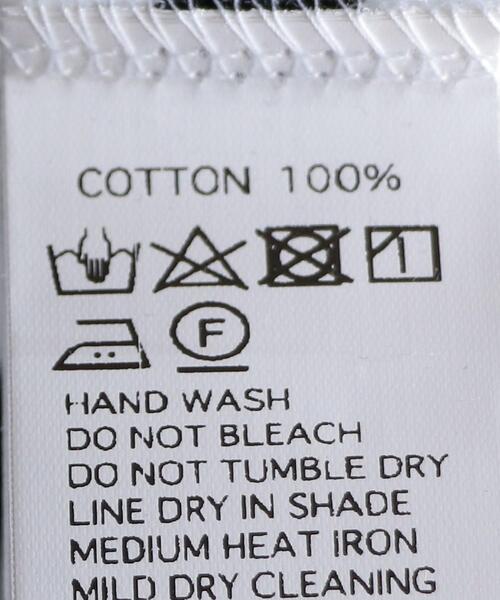 COTTON 100%
F
HAND WASH
DO NOT BLEACH
DO NOT TUMBLE DRY
LINE DRY IN SHADE
MEDIUM HEAT IRON
MILD DRY CLEANING